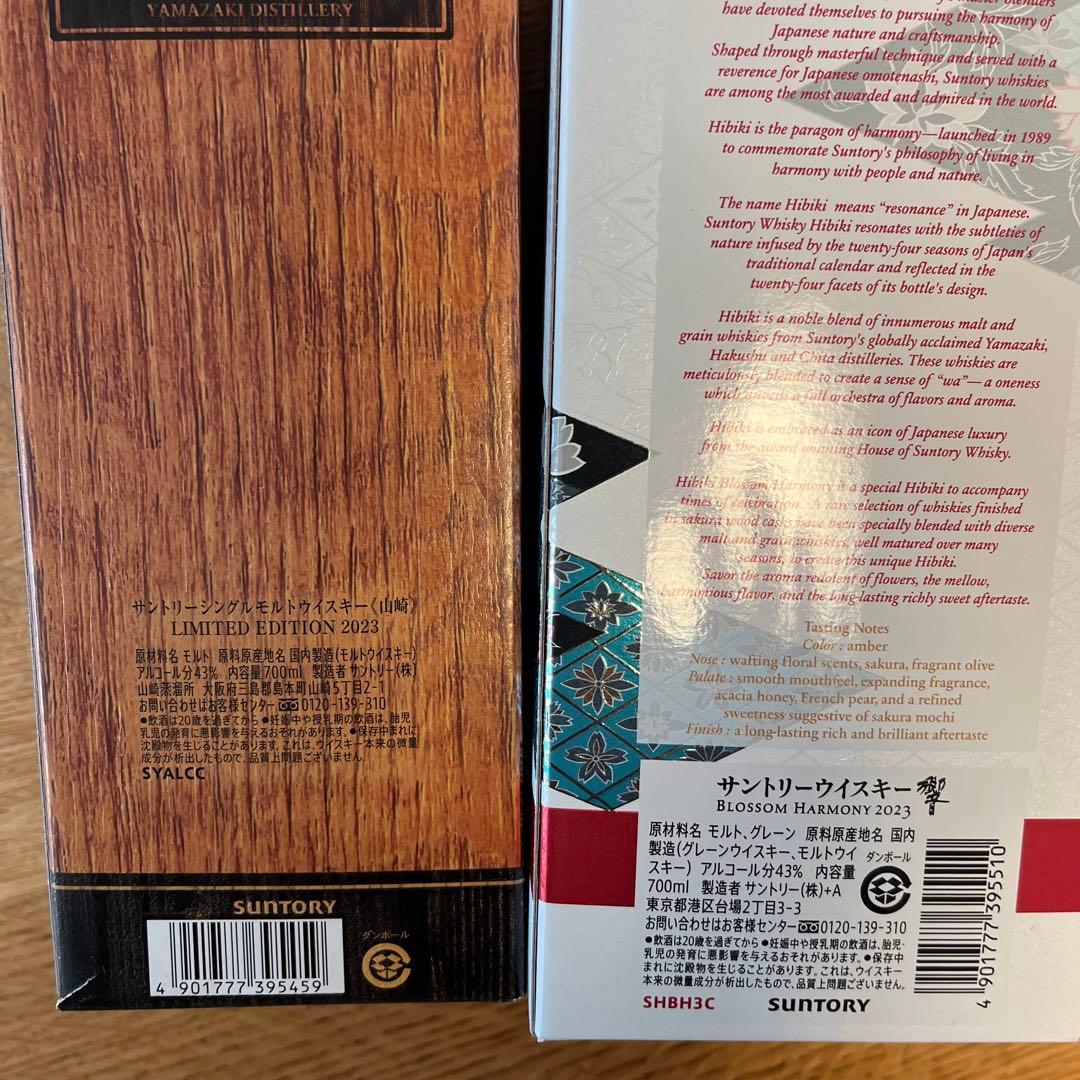 YAMAZAKI DISTILLERY
サントリーシングルモルトウイスキー《山崎》
LIMITED EDITION 2023
原材料名 モルト 原料原産地名 国内製造(モルトウイスキー)
アルコール分43% 内容量700ml 製造者 サントリー(株)
山崎蒸溜所 大阪府三島郡島本町山崎5丁目2-1
お問い合わせはお客様センター 0120-139-310
●飲酒は20歳を過ぎてから ●妊娠中や授乳期の飲酒は、胎児・
乳児の発育に悪影響を与えるおそれがあります。●保存中まれに
沈殿物を生じることがあります。これは、ウイスキー本来の微量
成分が析出したもので、品質上問題ございません。
SYALCC
SUNTORY
ダンボール
4 901777 395459
have devoted themselves to pursuing the harmony of
Japanese nature and craftsmanship.
Shaped through masterful technique and served with a
reverence for Japanese omotenashi, Suntory whiskies
are among the most awarded and admired in the world.
Hibiki is the paragon of harmony—launched in 1989
to commemorate Suntory's philosophy of living in
harmony with people and nature.
The name Hibiki means “resonance” in Japanese.
Suntory Whisky Hibiki resonates with the subtleties of
nature infused by the twenty-four seasons of Japan's
traditional calendar and reflected in the
twenty-four facets of its bottle's design.
Hibiki is a noble blend of innumerous malt and
grain whiskies from Suntory's globally acclaimed Yamazaki,
Hakushu and Chita distilleries. These whiskies are
meticulously blended to create a sense of “wa”— a oneness
which unveils a full orchestra of flavors and aroma.
Hibiki is embraced as an icon of Japanese luxury
from the award winning House of Suntory Whisky.
Hibiki Blossom Harmony is a special Hibiki to accompany
times of celebration. A rare selection of whiskies finished
in sakura wood casks have been specially blended with diverse
malt and grain whiskies, well matured over many
seasons, to create this unique Hibiki.
Savor the aroma redolent of flowers, the mellow,
harmonious flavor, and the long-lasting richly sweet aftertaste.
Tasting Notes
Color : amber
Nose : wafting floral scents, sakura, fragrant olive
Palate : smooth mouthfeel, expanding fragrance,
acacia honey, French pear, and a refined
sweetness suggestive of sakura mochi
Finish : a long-lasting rich and brilliant aftertaste
サントリーウイスキー 響
BLOSSOM HARMONY 2023
原材料名 モルト、グレーン 原料原産地名 国内
製造(グレーンウイスキー、モルトウイ
スキー) アルコール分43% 内容量
700ml 製造者 サントリー(株)+A
東京都港区台場2丁目3-3
お問い合わせはお客様センター 0120-139-310
●飲酒は20歳を過ぎてから ●妊娠中や授乳期の飲酒は、胎児・
乳児の発育に悪影響を与えるおそれがあります。●保存中
まれに沈殿物を生じることがあります。これは、ウイスキー
本来の微量成分が析出したもので、品質上問題ございません。
SHBH3C
SUNTORY
ダンボール
4 901777 395510